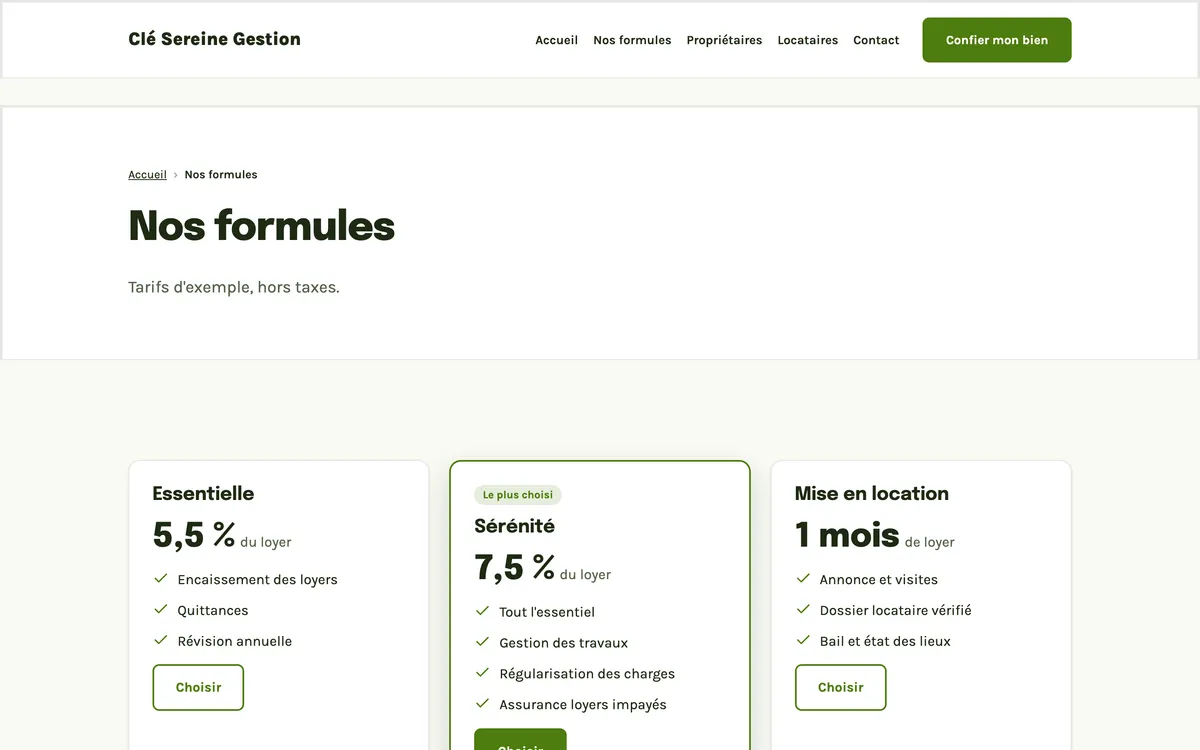 Clé Sereine Gestion
Accueil
Nos formules
Propriétaires
Locataires
Contact
Confier mon bien
Accueil › Nos formules
Nos formules
Tarifs d'exemple, hors taxes.
Essentielle
5,5 % du loyer
Encaissement des loyers
Quittances
Révision annuelle
Choisir
Le plus choisi
Sérénité
7,5 % du loyer
Tout l'essentiel
Gestion des travaux
Régularisation des charges
Assurance loyers impayés
Choisir
Mise en location
1 mois de loyer
Annonce et visites
Dossier locataire vérifié
Bail et état des lieux
Choisir